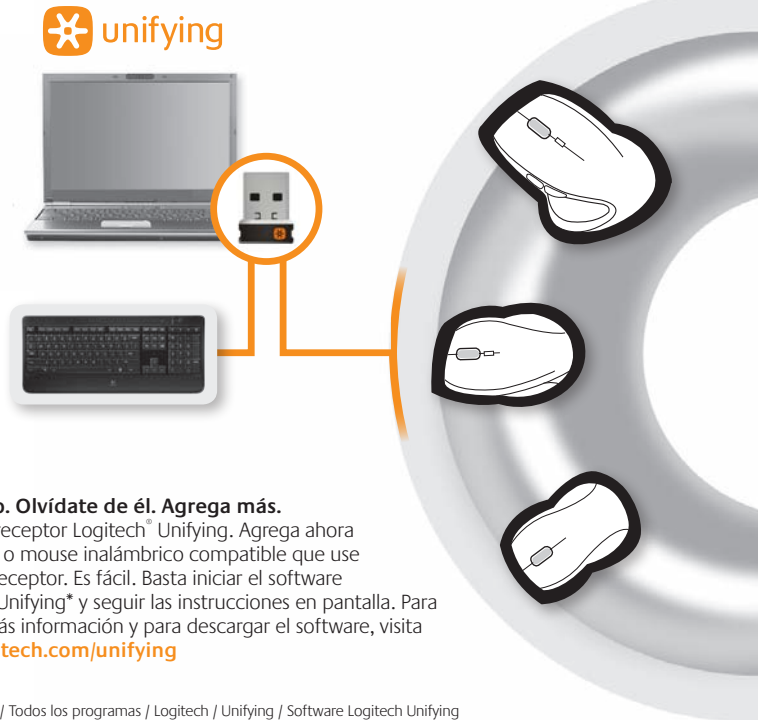 unifying
. Olvídate de él. Agrega más.
receptor Logitech® Unifying. Agrega ahora
o mouse inalámbrico compatible que use
receptor. Es fácil. Basta iniciar el software
Unifying* y seguir las instrucciones en pantalla. Para
ás información y para descargar el software, visita
tech.com/unifying
/ Todos los programas / Logitech / Unifying / Software Logitech Unifying